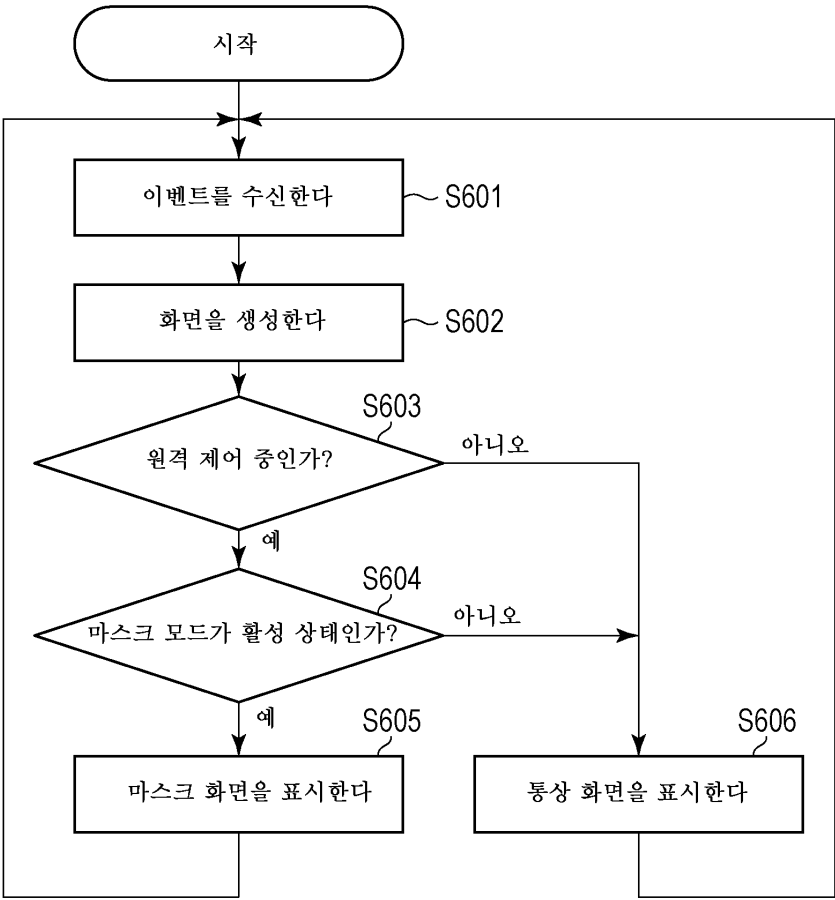 시작
이벤트를 수신한다
S601
화면을 생성한다
S602
S603
원격 제어 중인가?
아니오
예
S604
마스크 모드가 활성 상태인가?
아니오
예
S605
마스크 화면을 표시한다
S606
통상 화면을 표시한다